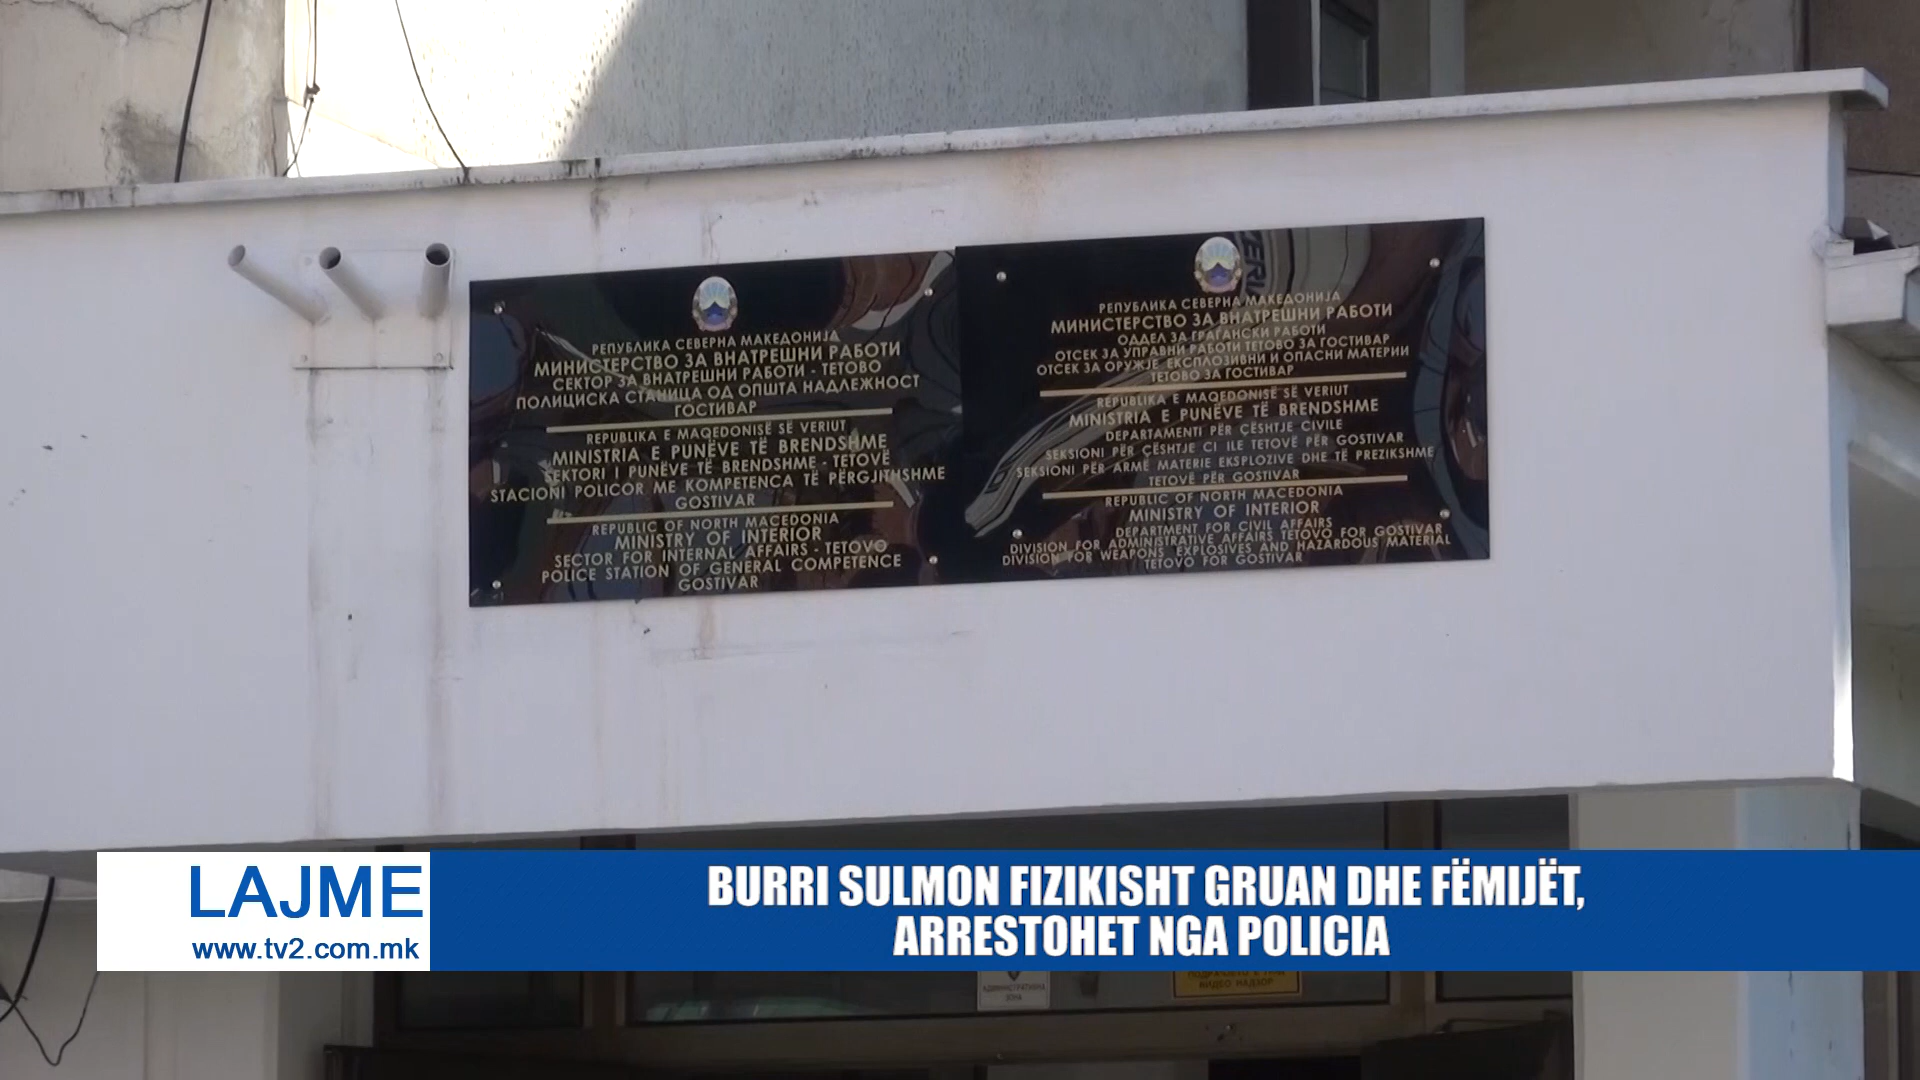 РЕПУБЛИКА СЕВЕРНА МАКЕДОНИЈА
МИНИСТЕРСТВО ЗА ВНАТРЕШНИ РАБОТИ
СЕКТОР ЗА ВНАТРЕШНИ РАБОТИ - ТЕТОВО
ПОЛИЦИСКА СТАНИЦА ОД ОПШТА НАДЛЕЖНОСТ
ГОСТИВАР
REPUBLIKA E MAQEDONISË SË VERIUT
MINISTRIA E PUNËVE TË BRENDSHME
SEKTORI I PUNËVE TË BRENDSHME - TETOVË
STACIONI POLICOR ME KOMPETENCA TË PËRGJITHSHME
GOSTIVAR
REPUBLIC OF NORTH MACEDONIA
MINISTRY OF INTERIOR
SECTOR FOR INTERNAL AFFAIRS - TETOVO
POLICE STATION OF GENERAL COMPETENCE
GOSTIVAR
РЕПУБЛИКА СЕВЕРНА МАКЕДОНИЈА
МИНИСТЕРСТВО ЗА ВНАТРЕШНИ РАБОТИ
ОДДЕЛ ЗА ГРАГАНСКИ РАБОТИ
ОТСЕК ЗА УПРАВНИ РАБОТИ ТЕТОВО ЗА ГОСТИВАР
ОТСЕК ЗА ОРУЖЈЕ ЕКСПЛОЗИВНИ И ОПАСНИ МАТЕРИИ
ТЕТОВО ЗА ГОСТИВАР
REPUBLIKA E MAQEDONISË SË VERIUT
MINISTRIA E PUNËVE TË BRENDSHME
DEPARTAMENTI PËR ÇËSHTJE CIVILE
SEKSIONI PËR ÇËSHTJE CI ILE TETOVË PËR GOSTIVAR
SEKSIONI PËR ARMË MATERIE EKSPLOZIVE DHE TË PREZIKSHME
TETOVË PËR GOSTIVAR
REPUBLIC OF NORTH MACEDONIA
MINISTRY OF INTERIOR
DEPARTMENT FOR CIVIL AFFAIRS
DIVISION FOR ADMINISTRATIVE AFFAIRS TETOVO FOR GOSTIVAR
DIVISION FOR WEAPONS, EXPLOSIVES AND HAZARDOUS MATERIAL
TETOVO FOR GOSTIVAR
LAJME
www.tv2.com.mk
BURRI SULMON FIZIKISHT GRUAN DHE FËMIJËT,
ARRESTOHET NGA POLICIA
АДМИНИСТРАТИВНА
ЗОНА
ВИДЕО НАДЗОР